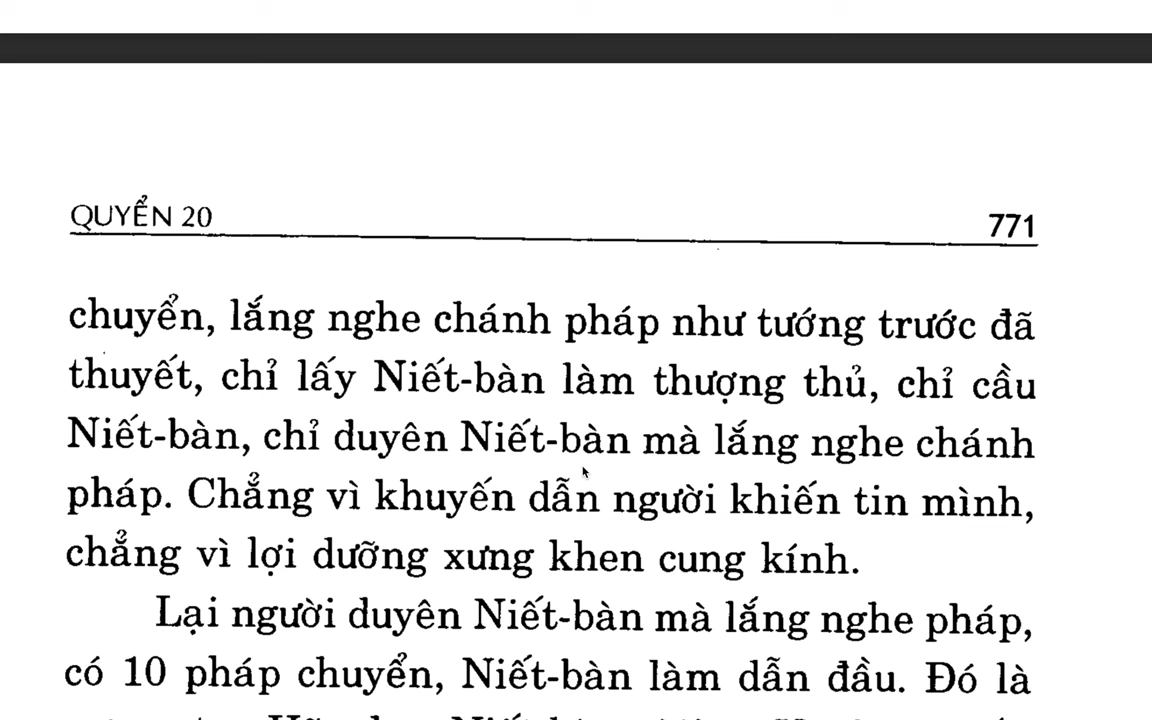 QUYỂN 20
771
chuyển, lắng nghe chánh pháp như tướng trước đã
thuyết, chỉ lấy Niết-bàn làm thượng thủ, chỉ cầu
Niết-bàn, chỉ duyên Niết-bàn mà lắng nghe chánh
pháp. Chẳng vì khuyến dẫn người khiến tin mình,
chẳng vì lợi dưỡng xưng khen cung kính.
Lại người duyên Niết-bàn mà lắng nghe pháp,
có 10 pháp chuyển, Niết-bàn làm dẫn đầu. Đó là